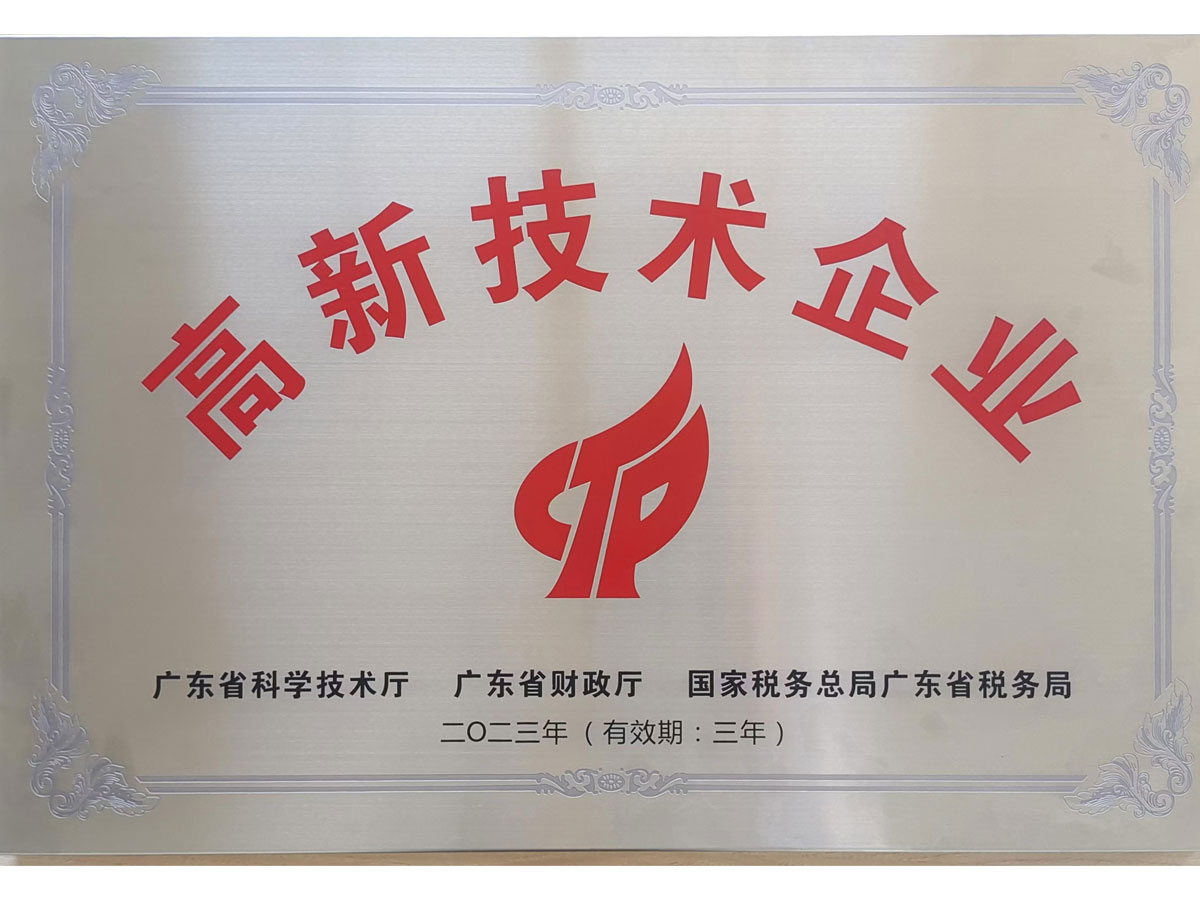 高新技术企业
广东省科学技术厅 广东省财政厅 国家税务总局广东省税务局
二〇二三年（有效期：三年）